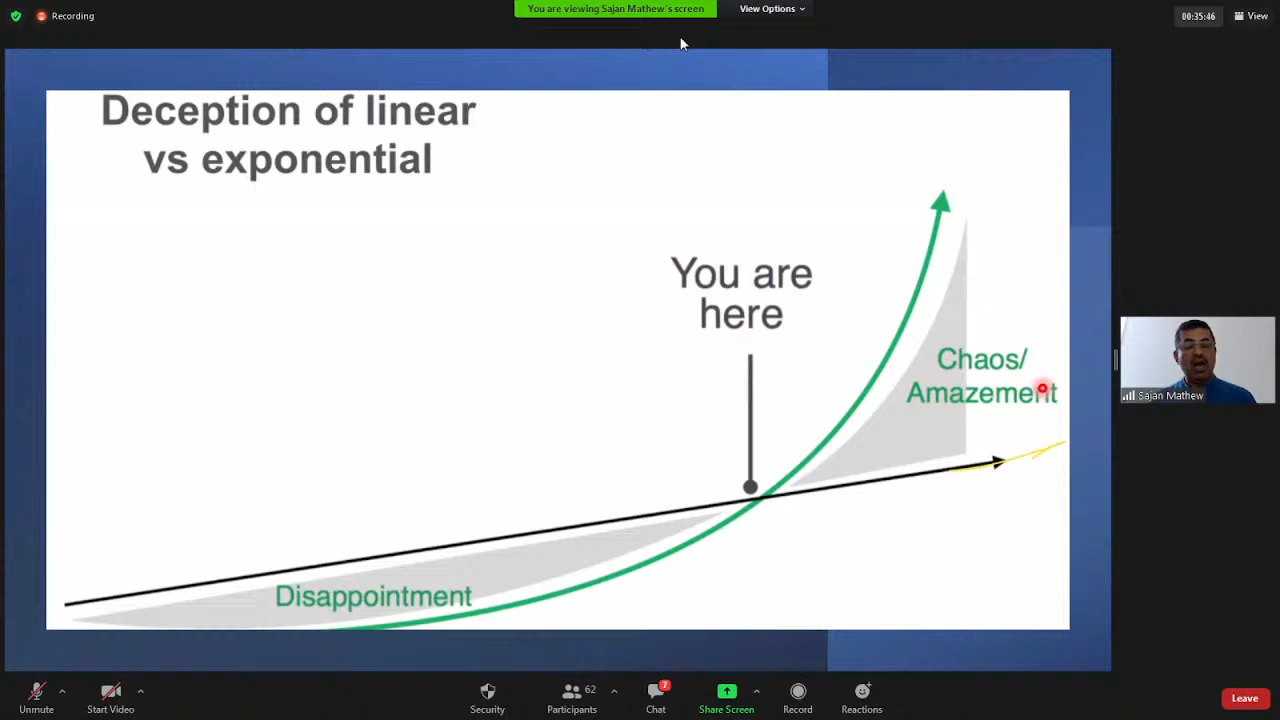 Recording
You are viewing Sajan Mathew's screen
View Options
00:35:46
View
Deception of linear
vs exponential
You are
here
Chaos/
Amazement
Disappointment
Sajan Mathew
Unmute
Start Video
Security
Participants
62
Chat
7
Share Screen
Record
Reactions
Leave